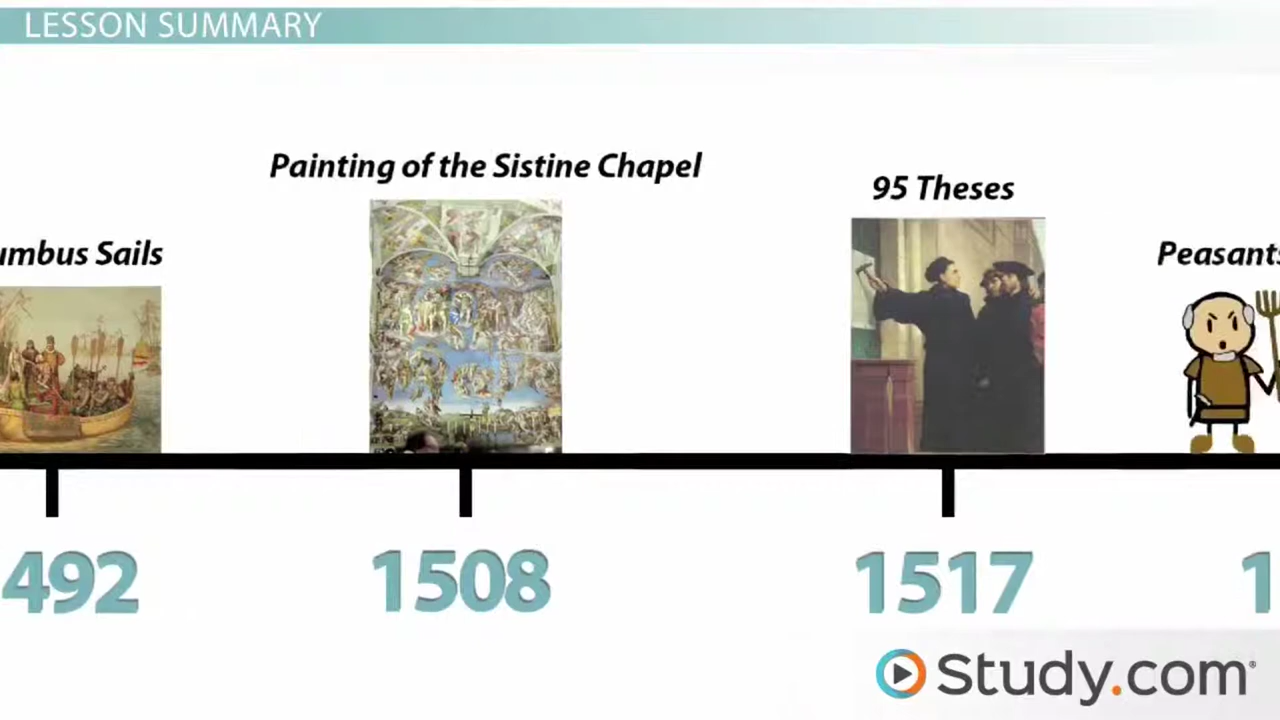 LESSON SUMMARY
Painting of the Sistine Chapel
95 Theses
umbus Sails
Peasants
492
1508
1517
1
Study.com